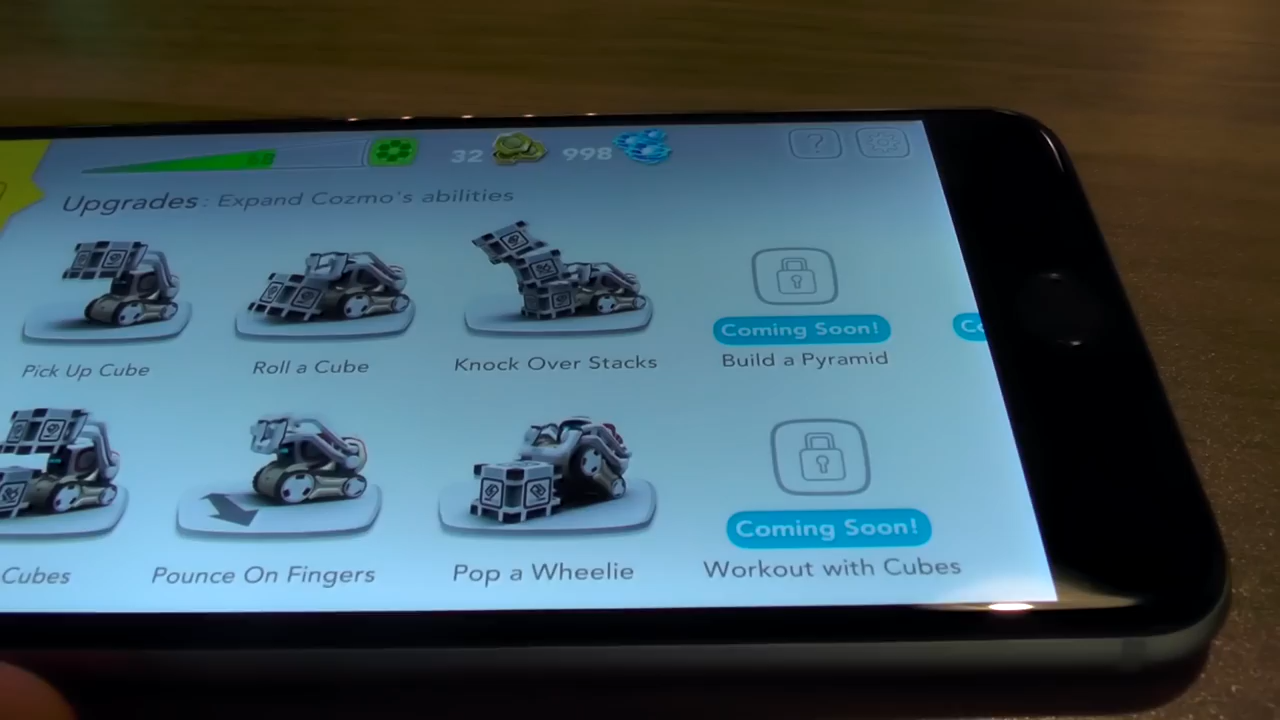 32 998 ?
Upgrades: Expand Cozmo's abilities
Coming Soon!
Pick Up Cube Roll a Cube Knock Over Stacks Build a Pyramid
Coming Soon!
Cubes Pounce On Fingers Pop a Wheelie Workout with Cubes